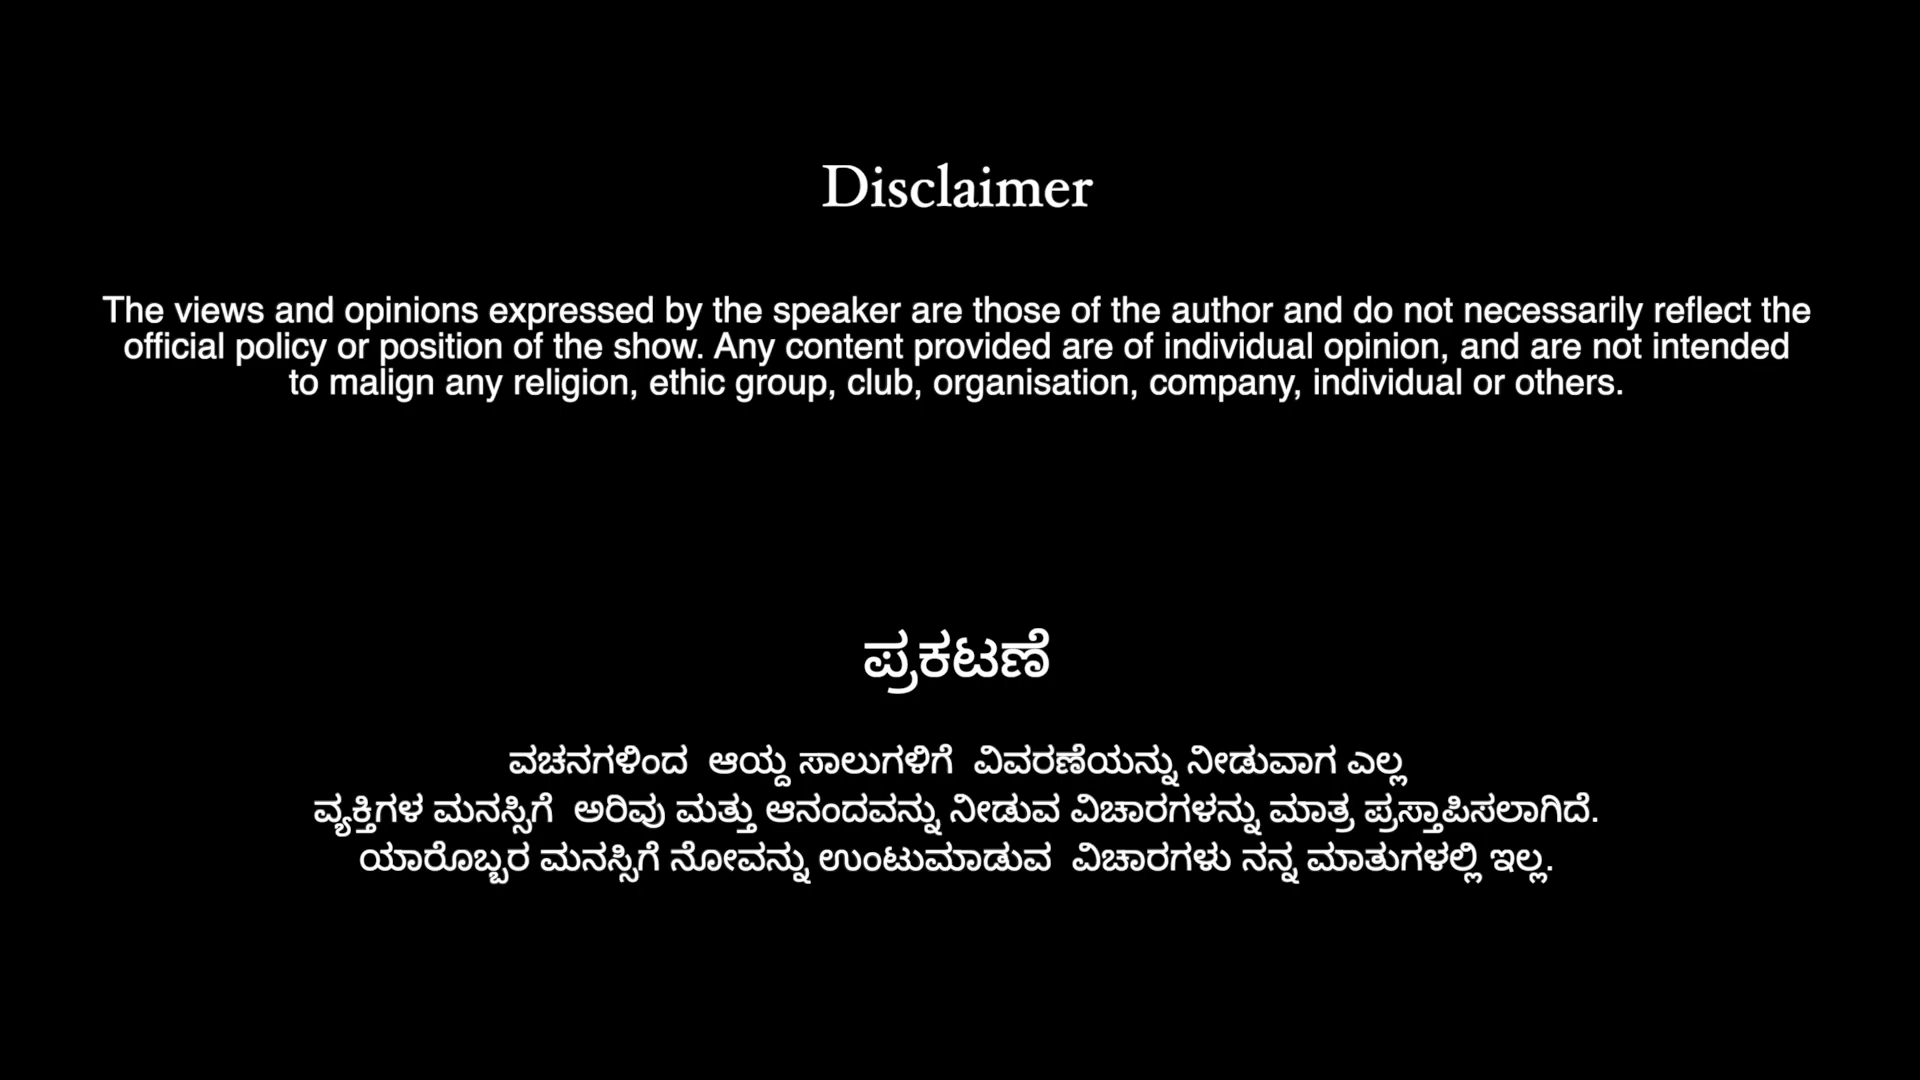 Disclaimer
The views and opinions expressed by the speaker are those of the author and do not necessarily reflect the
official policy or position of the show. Any content provided are of individual opinion, and are not intended
to malign any religion, ethic group, club, organisation, company, individual or others.
ಪ್ರಕಟಣೆ
ವಚನಗಳಿಂದ ಆಯ್ದ ಸಾಲುಗಳಿಗೆ ವಿವರಣೆಯನ್ನು ನೀಡುವಾಗ ಎಲ್ಲ
ವ್ಯಕ್ತಿಗಳ ಮನಸ್ಸಿಗೆ ಅರಿವು ಮತ್ತು ಆನಂದವನ್ನು ನೀಡುವ ವಿಚಾರಗಳನ್ನು ಮಾತ್ರ ಪ್ರಸ್ತಾಪಿಸಲಾಗಿದೆ.
ಯಾರೊಬ್ಬರ ಮನಸ್ಸಿಗೆ ನೋವನ್ನು ಉಂಟುಮಾಡುವ ವಿಚಾರಗಳು ನನ್ನ ಮಾತುಗಳಲ್ಲಿ ಇಲ್ಲ.